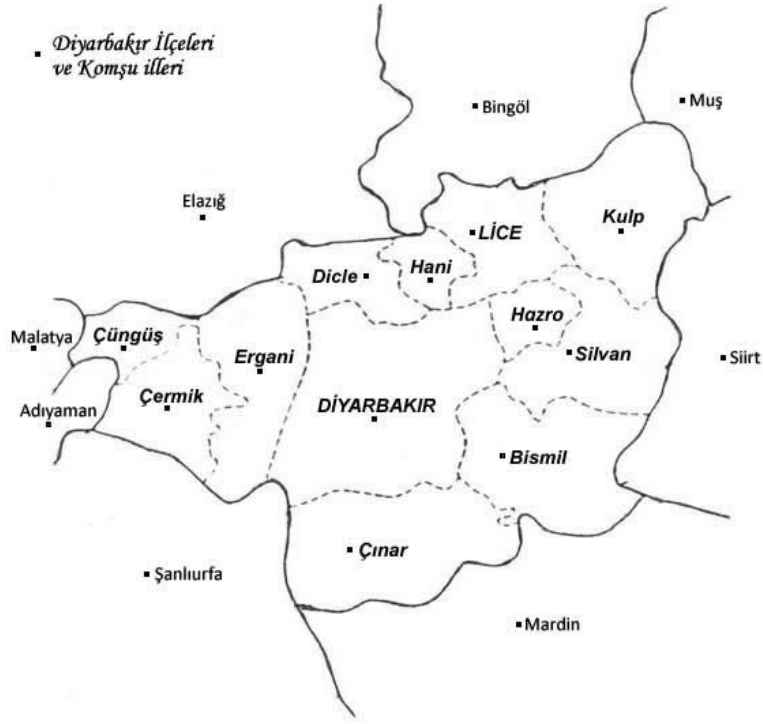 Diyarbakır İlçeleri
ve Komşu illeri
Bingöl
Muş
Elazığ
Kulp
LİCE
Hani
Dicle
Hazro
Malatya
Çüngüş
Ergani
Silvan
Siirt
Çermik
Adıyaman
DİYARBAKIR
Bismil
Çınar
Şanlıurfa
Mardin